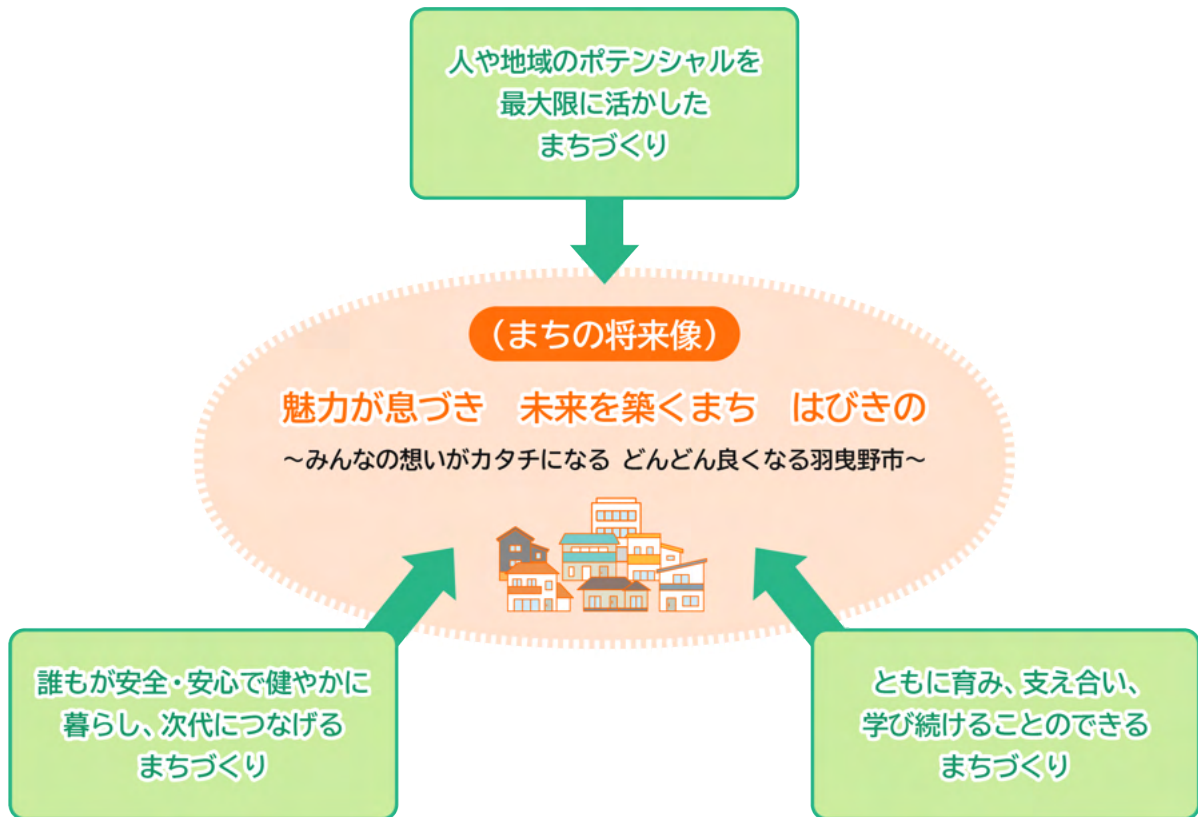 人や地域のポテンシャルを
最大限に活かした
まちづくり
（まちの将来像）
魅力が息づき　未来を築くまち　はびきの
～みんなの想いがカタチになる どんどん良くなる羽曳野市～
誰もが安全・安心で健やかに
暮らし、次代につなげる
まちづくり
ともに育み、支え合い、
学び続けることのできる
まちづくり